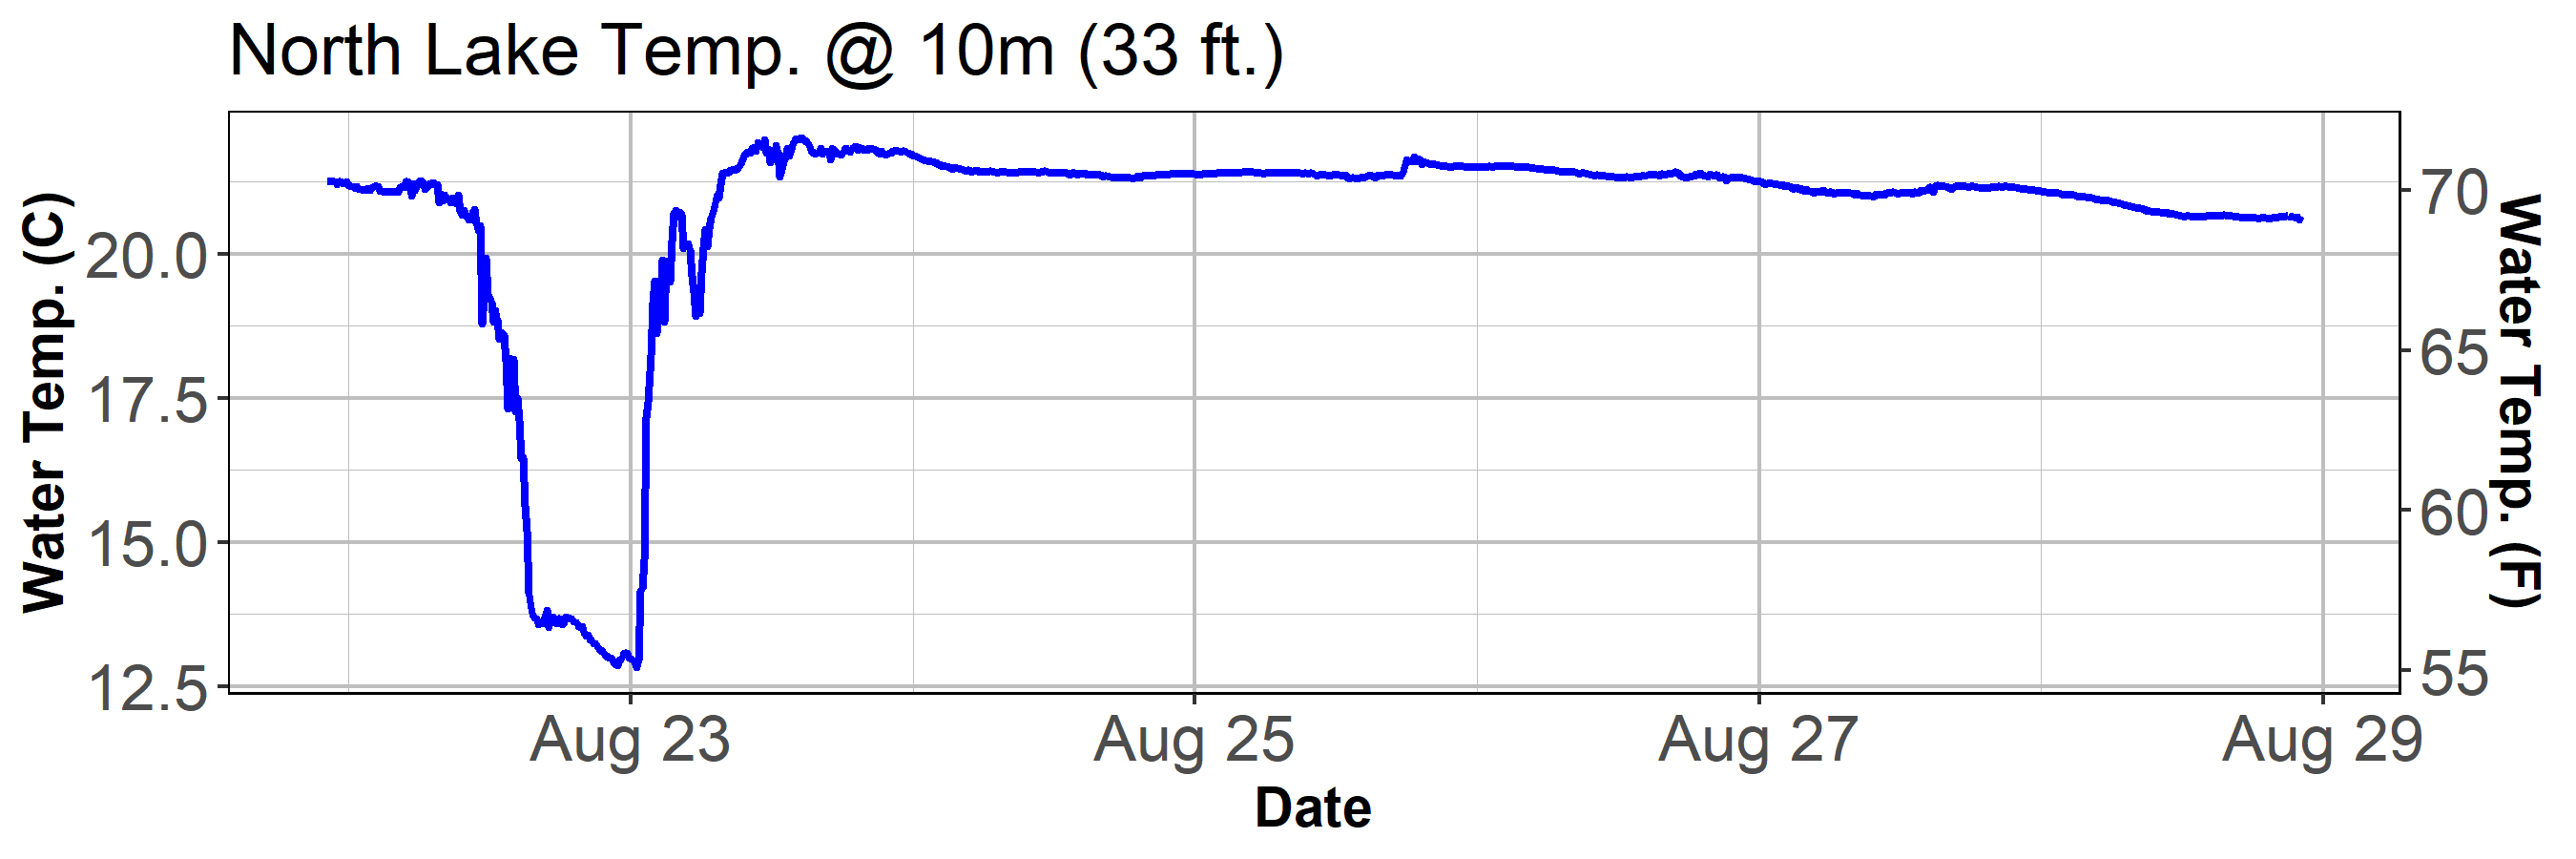 North Lake Temp. @ 10m (33 ft.)
Water Temp. (C)
20.0
17.5
15.0
12.5
70
65
60
55
Water Temp. (F)
Aug 23
Aug 25
Aug 27
Aug 29
Date